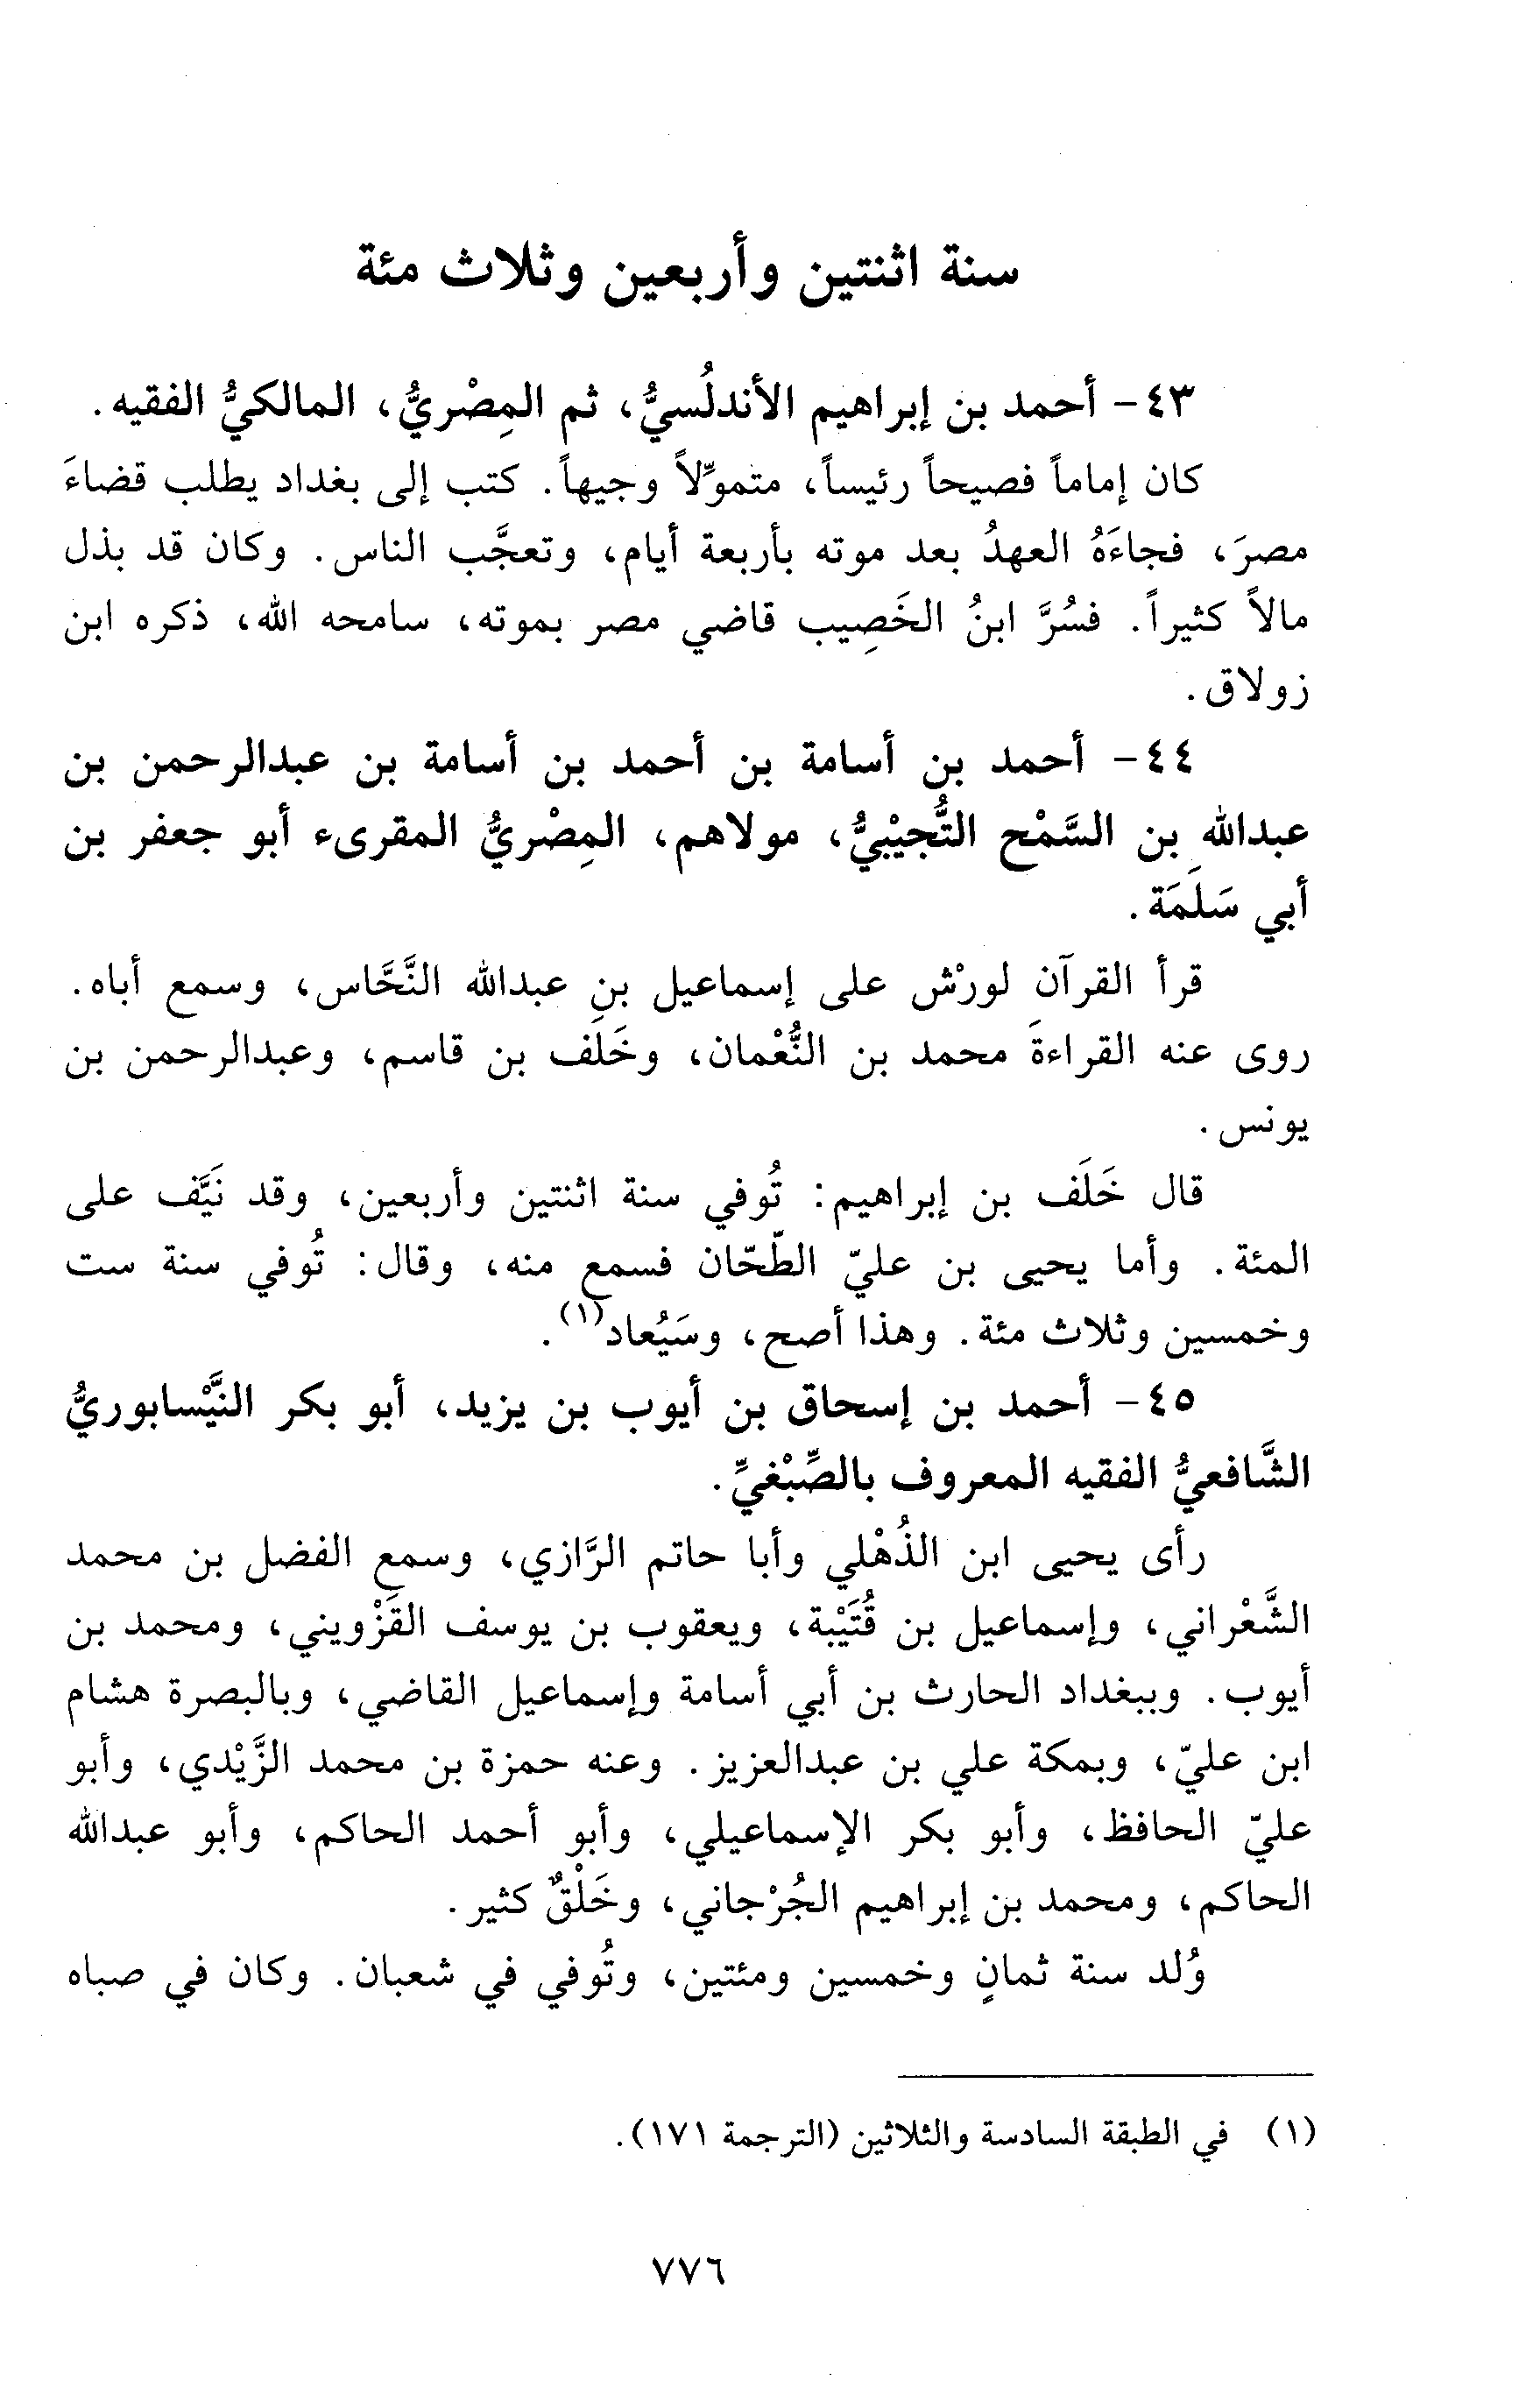 سنة اثنتين وأربعين وثلاث مئة
٤٣- أحمد بن إبراهيم الأندلُسيُّ، ثم المِصْريُّ، المالكيُّ الفقيه.
كان إماماً فصيحاً رئيساً، متموِّلاً وجيهاً. كتب إلى بغداد يطلب قضاءَ
مصرَ، فجاءَهُ العهدُ بعد موته بأربعة أيام، وتعجَّب الناس. وكان قد بذل
مالاً كثيراً. فسُرَّ ابنُ الخَصِيب قاضي مصر بموته، سامحه الله، ذكره ابن
زولاق.
٤٤- أحمد بن أسامة بن أحمد بن أسامة بن عبدالرحمن بن
عبدالله بن السَّمْح التُّجيْبيُّ، مولاهم، المِصْريُّ المقرىء أبو جعفر بن
أبي سَلَمَة.
قرأ القرآن لورْش على إسماعيل بنِ عبدالله النَّحَّاس، وسمع أباه.
روى عنه القراءةَ محمد بن النُّعْمان، وخَلَف بن قاسم، وعبدالرحمن بن
يونس.
قال خَلَف بن إبراهيم: تُوفي سنة اثنتين وأربعين، وقد نَيَّف على
المئة. وأما يحيى بن عليّ الطّحّان فسمع منه، وقال: تُوفي سنة ست
وخمسين وثلاث مئة. وهذا أصح، وسَيُعاد(١).
٤٥- أحمد بن إسحاق بن أيوب بن يزيد، أبو بكر النَّيْسابوريُّ
الشَّافعيُّ الفقيه المعروف بالصِّبْغيِّ.
رأى يحيى ابن الذُهْلي وأبا حاتم الرَّازي، وسمع الفضل بن محمد
الشَّعْراني، وإسماعيل بن قُتَيْبة، ويعقوب بن يوسف القَزْويني، ومحمد بن
أيوب. وببغداد الحارث بن أبي أسامة وإسماعيل القاضي، وبالبصرة هشام
ابن عليّ، وبمكة علي بن عبدالعزيز. وعنه حمزة بن محمد الزَّيْدي، وأبو
عليّ الحافظ، وأبو بكر الإسماعيلي، وأبو أحمد الحاكم، وأبو عبدالله
الحاكم، ومحمد بن إبراهيم الجُرْجاني، وخَلْقٌ كثير.
وُلد سنة ثمانٍ وخمسين ومئتين، وتُوفي في شعبان. وكان في صباه
(١) في الطبقة السادسة والثلاثين (الترجمة ١٧١).
٧٧٦